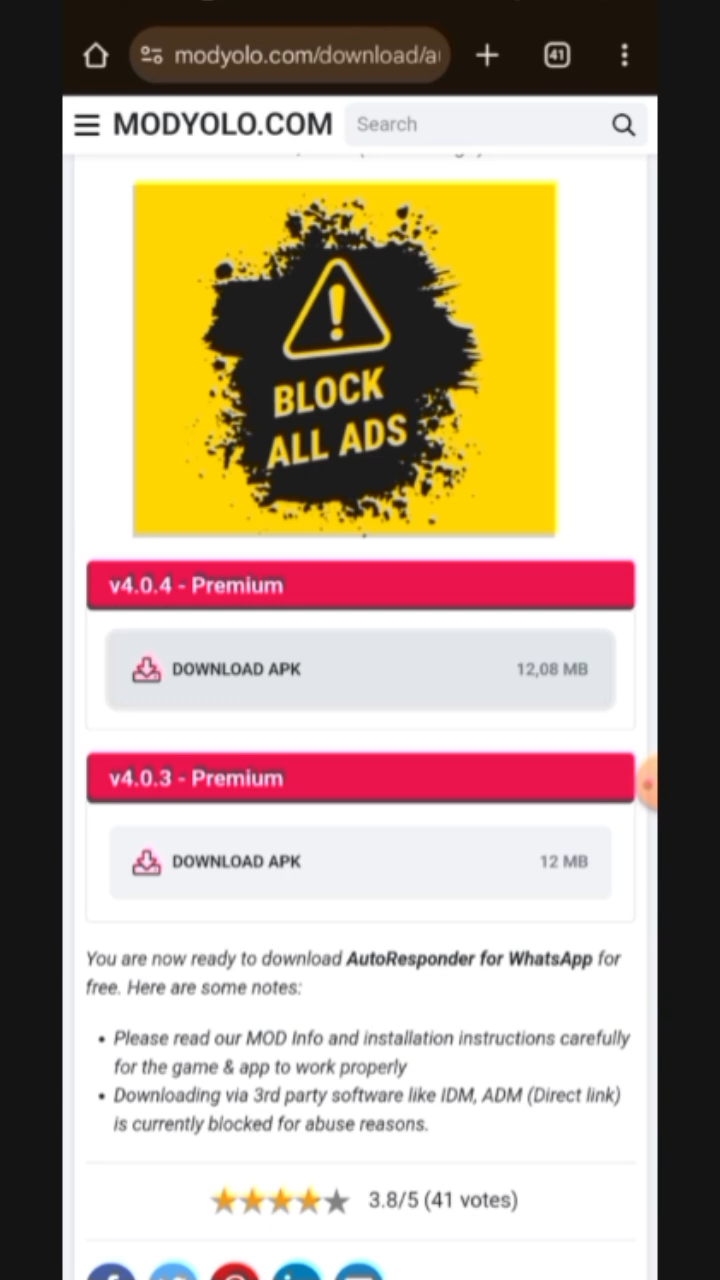 41
modyolo.com/download/a
MODYOLO.COM
Search
BLOCK
ALL ADS
v4.0.4 - Premium
DOWNLOAD APK 12,08 MB
v4.0.3 - Premium
DOWNLOAD APK 12 MB
You are now ready to download AutoResponder for WhatsApp for
free. Here are some notes:
• Please read our MOD Info and installation instructions carefully
for the game & app to work properly
• Downloading via 3rd party software like IDM, ADM (Direct link)
is currently blocked for abuse reasons.
3.8/5 (41 votes)